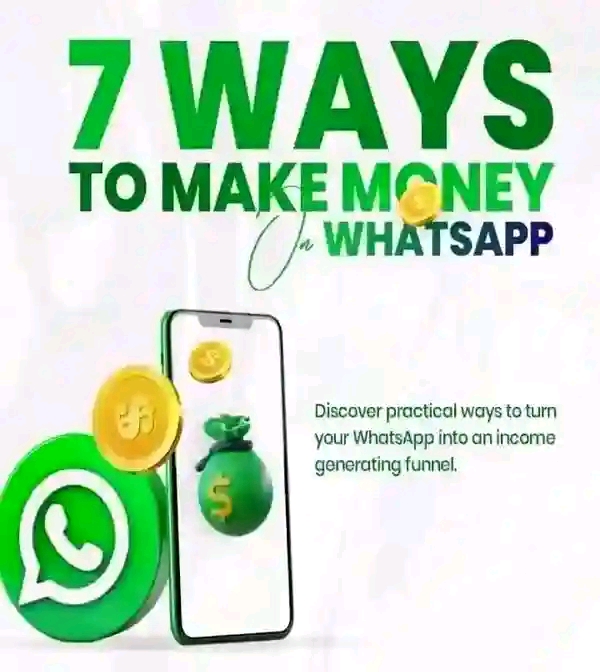 7 WAYS
TO MAKE MONEY
On WHATSAPP
Discover practical ways to turn
your WhatsApp into an income
generating funnel.
$